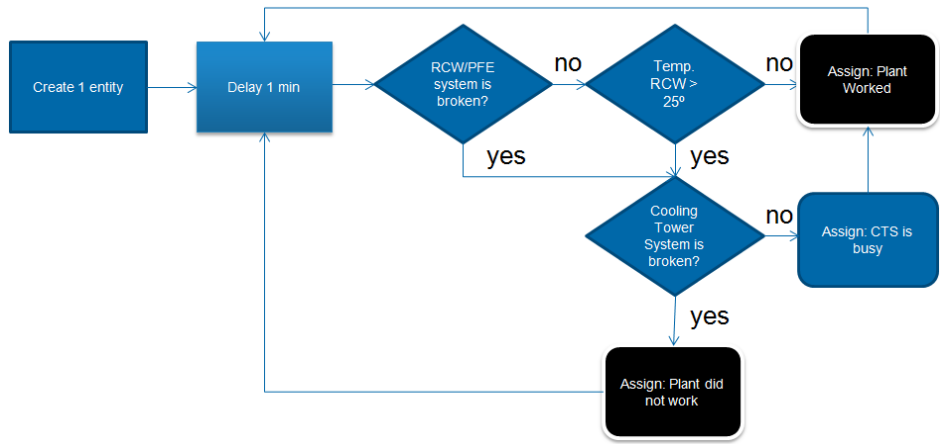 Create 1 entity
Delay 1 min
RCW/PFE
system is
broken?
no
Temp.
RCW >
25º
no
Assign: Plant
Worked
yes
yes
Cooling
Tower
System is
broken?
no
Assign: CTS is
busy
yes
Assign: Plant did
not work